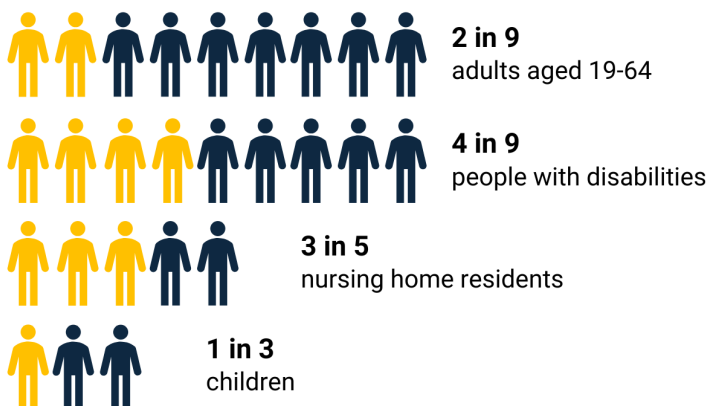 2 in 9
adults aged 19-64
4 in 9
people with disabilities
3 in 5
nursing home residents
1 in 3
children